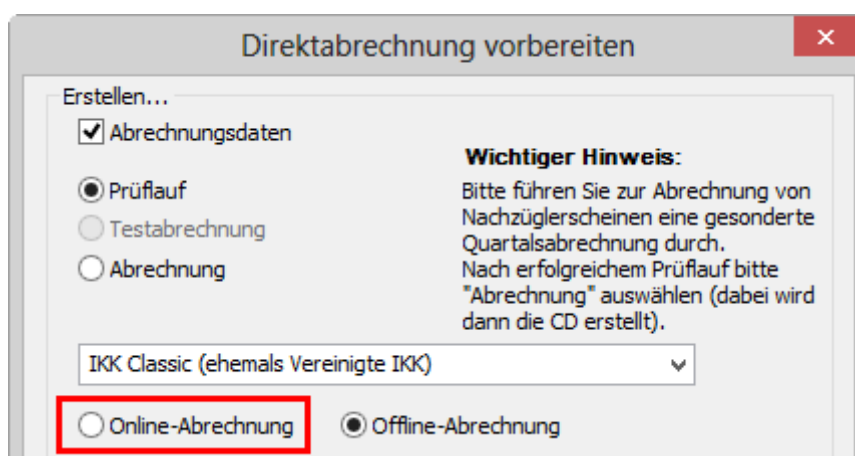 Direktabrechnung vorbereiten
Erstellen...
Abrechnungsdaten
Prüflauf
Testabrechnung
Abrechnung
Wichtiger Hinweis:
Bitte führen Sie zur Abrechnung von
Nachzüglerscheinen eine gesonderte
Quartalsabrechnung durch.
Nach erfolgreichem Prüflauf bitte
"Abrechnung" auswählen (dabei wird
dann die CD erstellt).
IKK Classic (ehemals Vereinigte IKK)
Online-Abrechnung Offline-Abrechnung